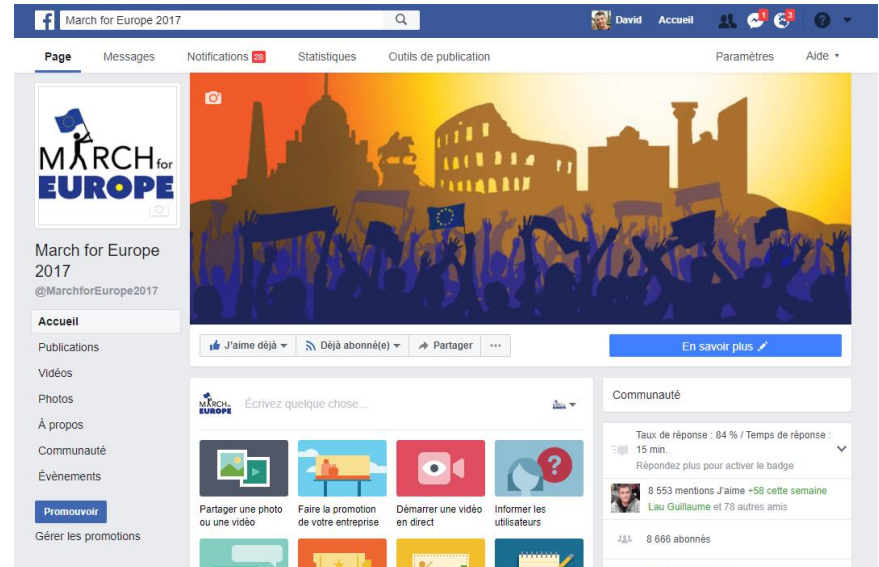 March for Europe 2017
David
Accueil
1
3
?
Page
Messages
Notifications 28
Statistiques
Outils de publication
Paramètres
Aide
MARCH for
EUROPE
March for Europe
2017
@MarchforEurope2017
Accueil
Publications
Vidéos
Photos
À propos
Communauté
Évènements
Promouvoir
Gérer les promotions
J'aime déjà
Déjà abonné(e)
Partager
...
En savoir plus
MARCH for
EUROPE
Écrivez quelque chose...
Partager une photo
ou une vidéo
Faire la promotion
de votre entreprise
Démarrer une vidéo
en direct
?
Informer les
utilisateurs
Communauté
Taux de réponse : 84 % / Temps de réponse :
15 min.
Répondez plus pour activer le badge
8 553 mentions J'aime +58 cette semaine
Lau Guillaume et 78 autres amis
8 666 abonnés